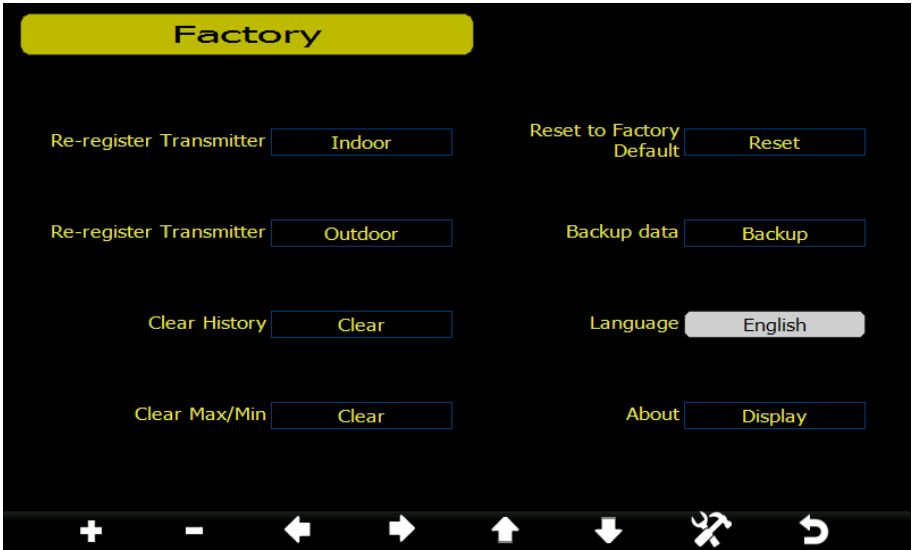 Factory
Re-register Transmitter Indoor
Reset to Factory
Default Reset
Re-register Transmitter Outdoor
Backup data Backup
Clear History Clear
Language English
Clear Max/Min Clear
About Display